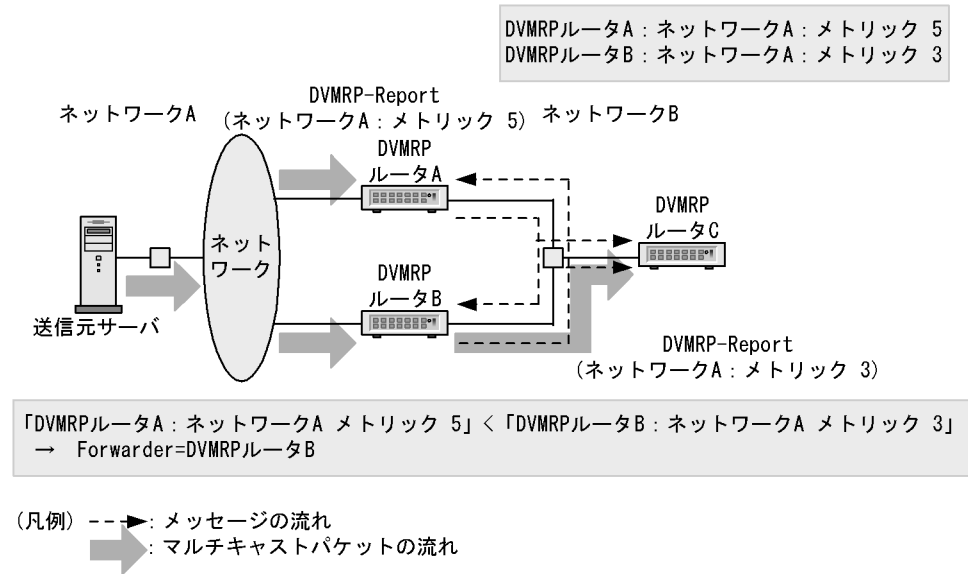 DVMRPルータA：ネットワークA：メトリック 5
DVMRPルータB：ネットワークA：メトリック 3
ネットワークA
DVMRP-Report
(ネットワークA：メトリック 5)
ネットワークB
DVMRP
ルータA
DVMRP
ルータC
ネット
ワーク
DVMRP
ルータB
送信元サーバ
DVMRP-Report
(ネットワークA：メトリック 3)
「DVMRPルータA：ネットワークA メトリック 5」<「DVMRPルータB：ネットワークA メトリック 3」
→ Forwarder=DVMRPルータB
(凡例)
：メッセージの流れ
：マルチキャストパケットの流れ